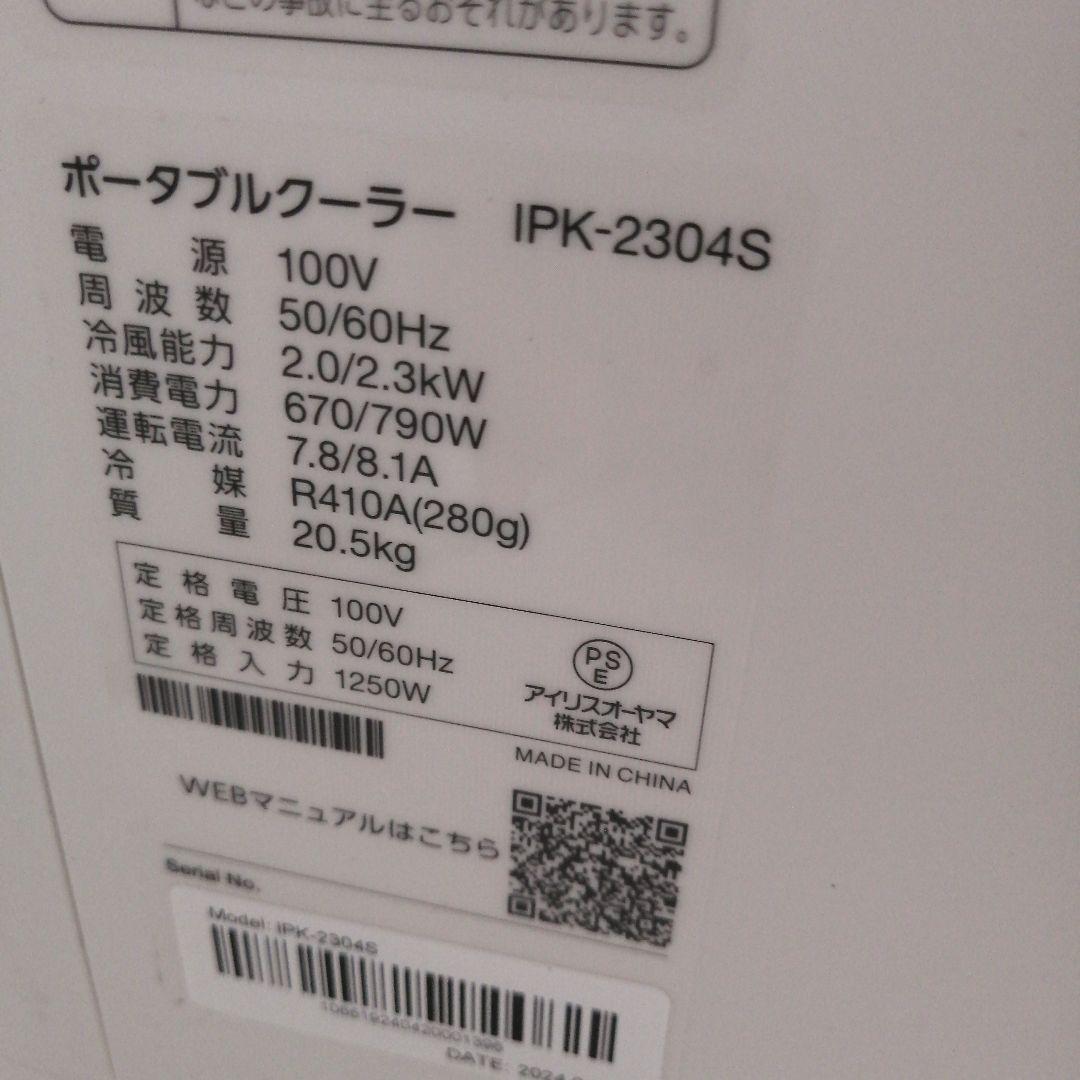 などの事故に至るおそれがあります。
ポータブルクーラー IPK-2304S
電源 100V
周波数 50/60Hz
冷風能力 2.0/2.3kW
消費電力 670/790W
運転電流 7.8/8.1A
冷媒 R410A(280g)
質量 20.5kg
定格電圧 100V
定格周波数 50/60Hz
定格入力 1250W
PS
E
アイリスオーヤマ
株式会社
MADE IN CHINA
WEBマニュアルはこちら
Serial No.
Model: IPK-2304S
DATE: